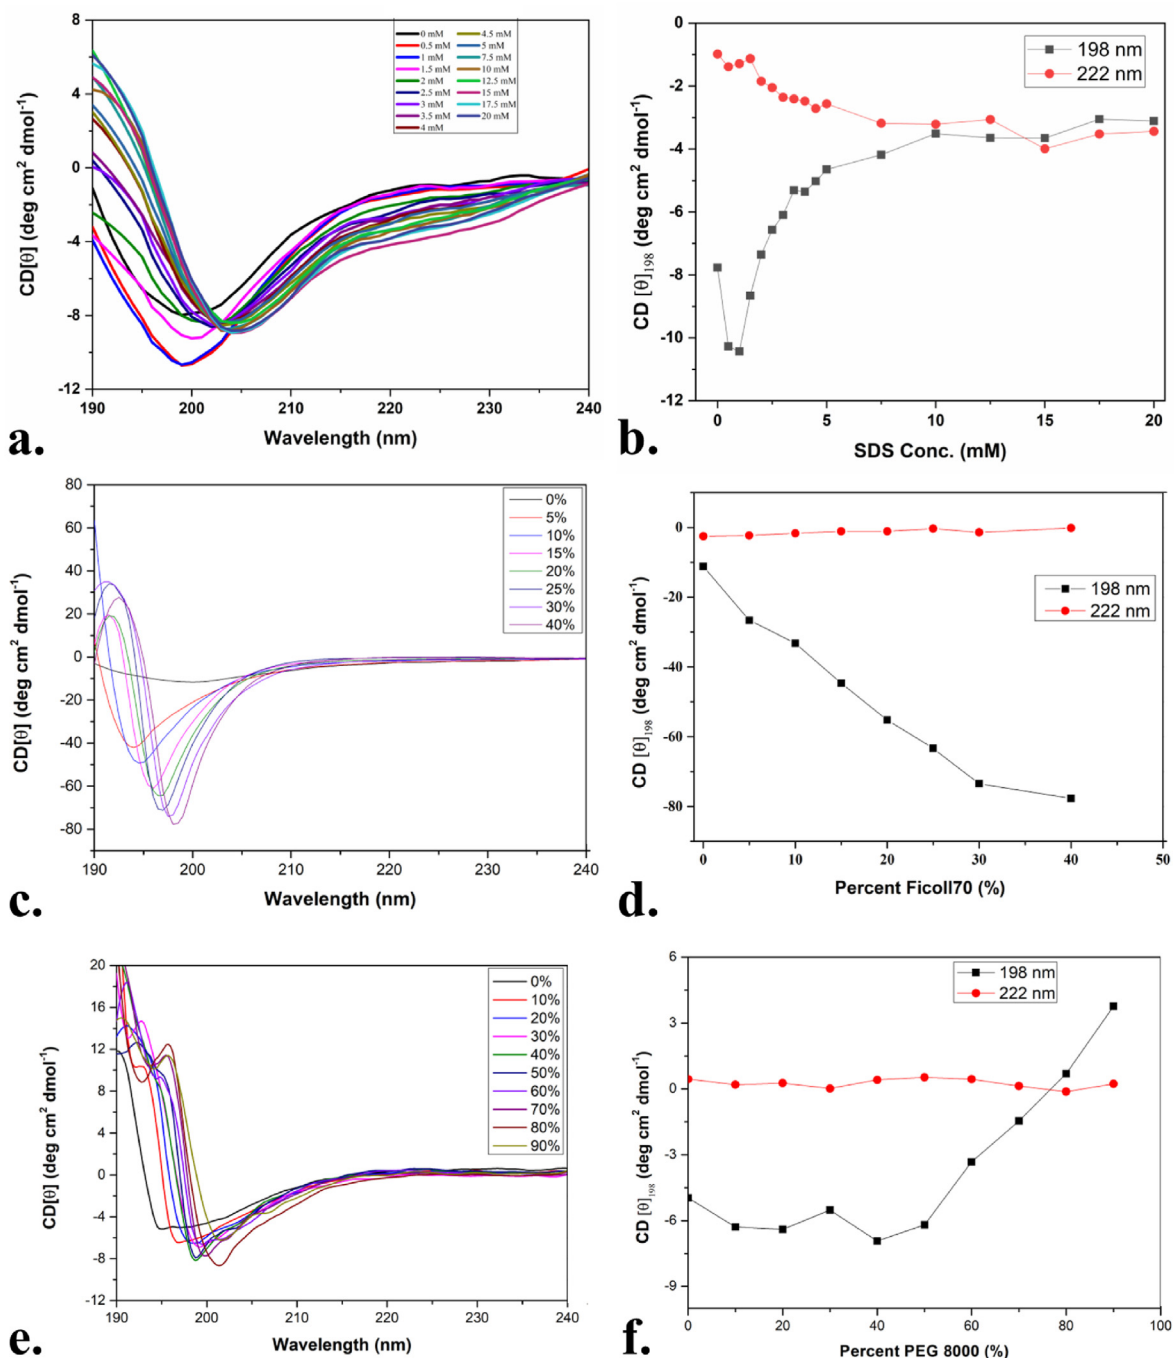 8
4
0
-4
-8
-12
CD[θ] (deg cm² dmol⁻¹)
0 mM 4.5 mM
0.5 mM 5 mM
1 mM 7.5 mM
1.5 mM 10 mM
2 mM 12.5 mM
2.5 mM 15 mM
3 mM 17.5 mM
3.5 mM 20 mM
4 mM
190 200 210 220 230 240
Wavelength (nm)
a.
0
-2
-4
-6
-8
-10
-12
CD [θ]₁₉₈ (deg cm² dmol⁻¹)
198 nm
222 nm
0 5 10 15 20
SDS Conc. (mM)
b.
80
60
40
20
0
-20
-40
-60
-80
CD[θ] (deg cm² dmol⁻¹)
0%
5%
10%
15%
20%
25%
30%
40%
190 200 210 220 230 240
Wavelength (nm)
c.
0
-20
-40
-60
-80
CD [θ]₁₉₈ (deg cm² dmol⁻¹)
198 nm
222 nm
0 10 20 30 40 50
Percent Ficoll70 (%)
d.
20
16
12
8
4
0
-4
-8
-12
CD[θ] (deg cm² dmol⁻¹)
0%
10%
20%
30%
40%
50%
60%
70%
80%
90%
190 200 210 220 230 240
Wavelength (nm)
e.
6
3
0
-3
-6
-9
CD [θ]₁₉₈ (deg cm² dmol⁻¹)
198 nm
222 nm
0 20 40 60 80 100
Percent PEG 8000 (%)
f.